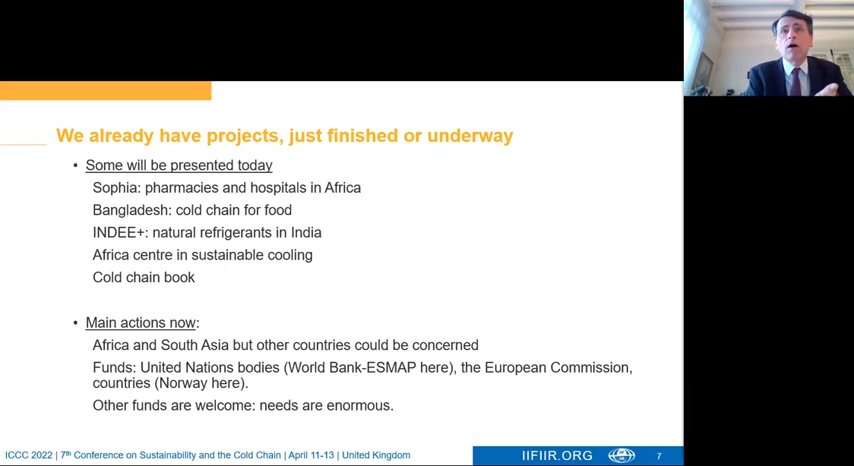 We already have projects, just finished or underway
• Some will be presented today
Sophia: pharmacies and hospitals in Africa
Bangladesh: cold chain for food
INDEE+: natural refrigerants in India
Africa centre in sustainable cooling
Cold chain book
• Main actions now:
Africa and South Asia but other countries could be concerned
Funds: United Nations bodies (World Bank-ESMAP here), the European Commission,
countries (Norway here).
Other funds are welcome: needs are enormous.
ICCC 2022 | 7th Conference on Sustainability and the Cold Chain | April 11-13 | United Kingdom
IIFIIR.ORG
7